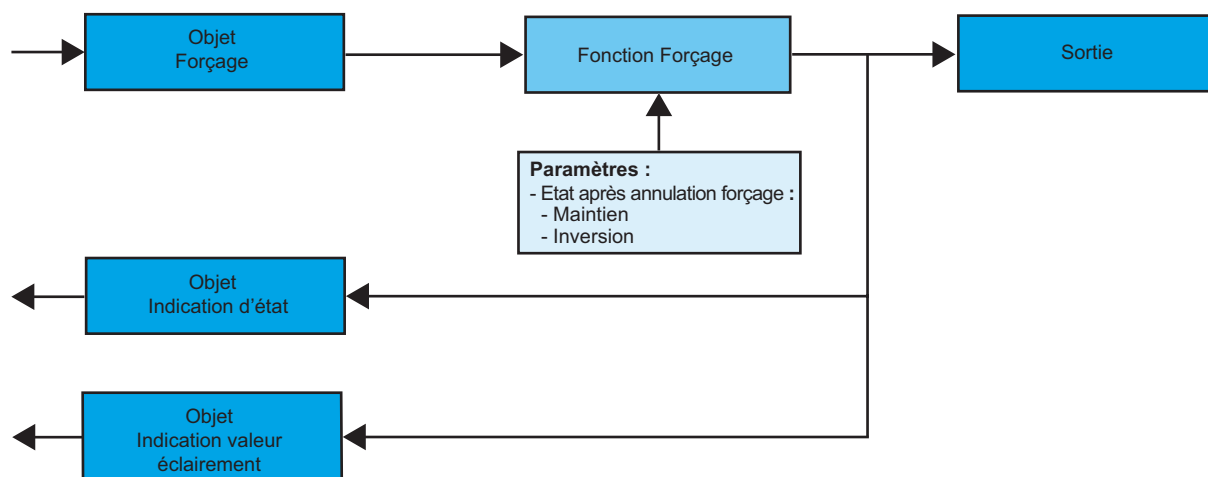 Objet
Forçage
Fonction Forçage
Sortie
Paramètres :
- Etat après annulation forçage :
- Maintien
- Inversion
Objet
Indication d’état
Objet
Indication valeur
éclairement